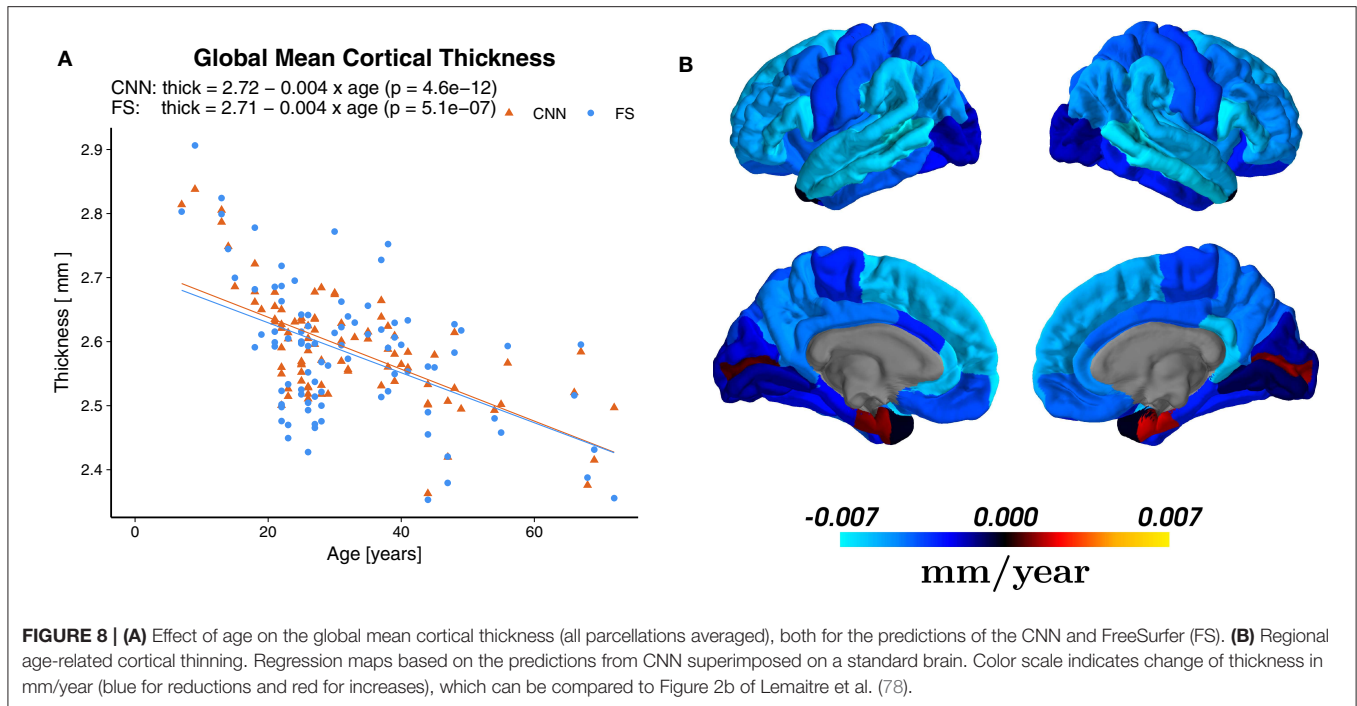 A
Global Mean Cortical Thickness
CNN: thick = 2.72 − 0.004 x age (p = 4.6e−12)
FS: thick = 2.71 − 0.004 x age (p = 5.1e−07)
CNN FS
2.9
2.8
2.7
2.6
2.5
2.4
Thickness [ mm ]
0 20 40 60
Age [years]
B
-0.007 0.000 0.007
mm/year
FIGURE 8 | (A) Effect of age on the global mean cortical thickness (all parcellations averaged), both for the predictions of the CNN and FreeSurfer (FS). (B) Regional
age-related cortical thinning. Regression maps based on the predictions from CNN superimposed on a standard brain. Color scale indicates change of thickness in
mm/year (blue for reductions and red for increases), which can be compared to Figure 2b of Lemaitre et al. (78).